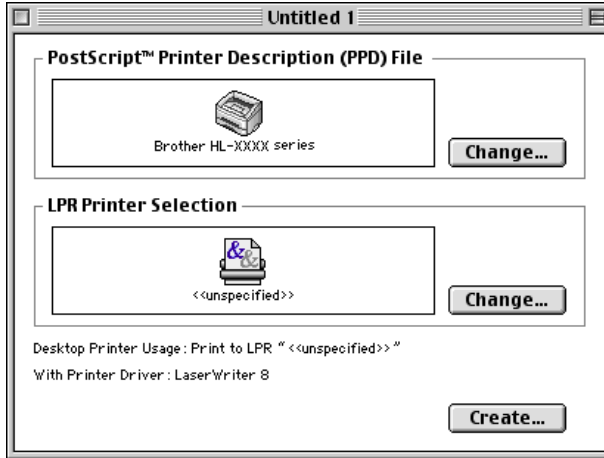 Untitled 1
PostScript™ Printer Description (PPD) File
Brother HL-XXXX series
Change...
LPR Printer Selection
&&
<<unspecified>>
Change...
Desktop Printer Usage: Print to LPR “<<unspecified>>”
With Printer Driver: LaserWriter 8
Create...